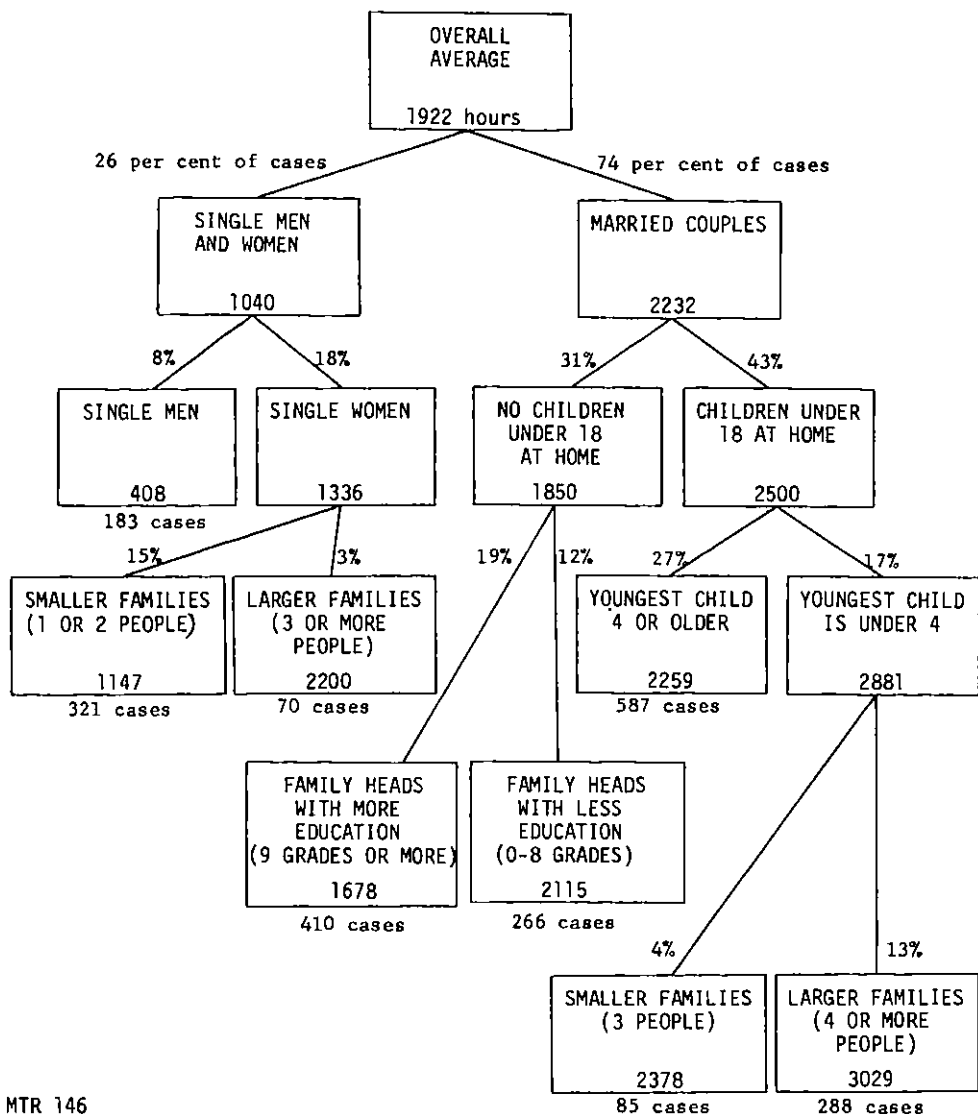 OVERALL
AVERAGE
1922 hours
26 per cent of cases
74 per cent of cases
SINGLE MEN
AND WOMEN
1040
MARRIED COUPLES
2232
8%
18%
31%
43%
SINGLE MEN
408
183 cases
SINGLE WOMEN
1336
NO CHILDREN
UNDER 18
AT HOME
1850
CHILDREN UNDER
18 AT HOME
2500
15%
3%
19%
12%
27%
17%
SMALLER FAMILIES
(1 OR 2 PEOPLE)
1147
321 cases
LARGER FAMILIES
(3 OR MORE
PEOPLE)
2200
70 cases
YOUNGEST CHILD
4 OR OLDER
2259
587 cases
YOUNGEST CHILD
IS UNDER 4
2881
FAMILY HEADS
WITH MORE
EDUCATION
(9 GRADES OR MORE)
1678
410 cases
FAMILY HEADS
WITH LESS
EDUCATION
(0-8 GRADES)
2115
266 cases
4%
13%
SMALLER FAMILIES
(3 PEOPLE)
2378
85 cases
LARGER FAMILIES
(4 OR MORE
PEOPLE)
3029
288 cases
MTR 146